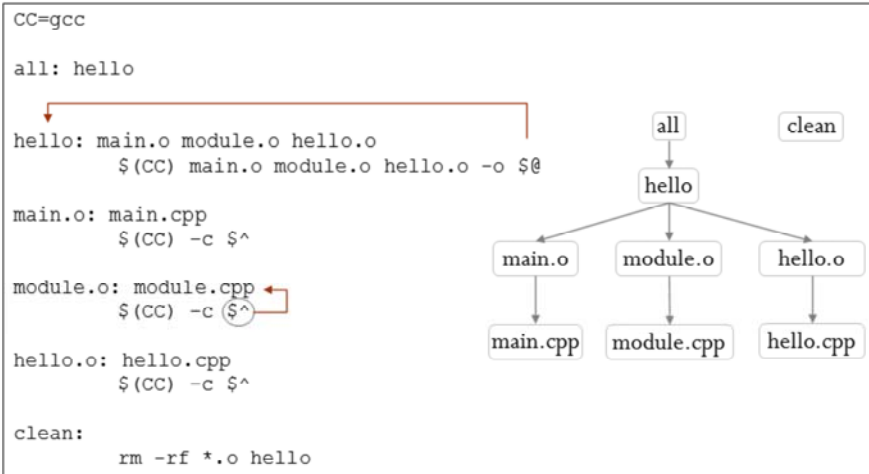 CC=gcc
all: hello
hello: main.o module.o hello.o
$(CC) main.o module.o hello.o -o $@
main.o: main.cpp
$(CC) -c $^
module.o: module.cpp
$(CC) -c $^
hello.o: hello.cpp
$(CC) -c $^
clean:
rm -rf *.o hello
all
clean
hello
main.o
module.o
hello.o
main.cpp
module.cpp
hello.cpp